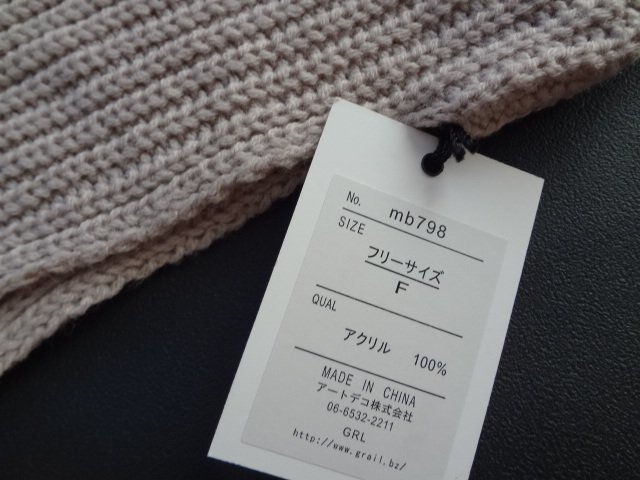 No. mb798
SIZE
フリーサイズ
F
QUAL
アクリル 100%
MADE IN CHINA
アートデコ株式会社
06-6532-2211
GRL
http://www.grail.bz/